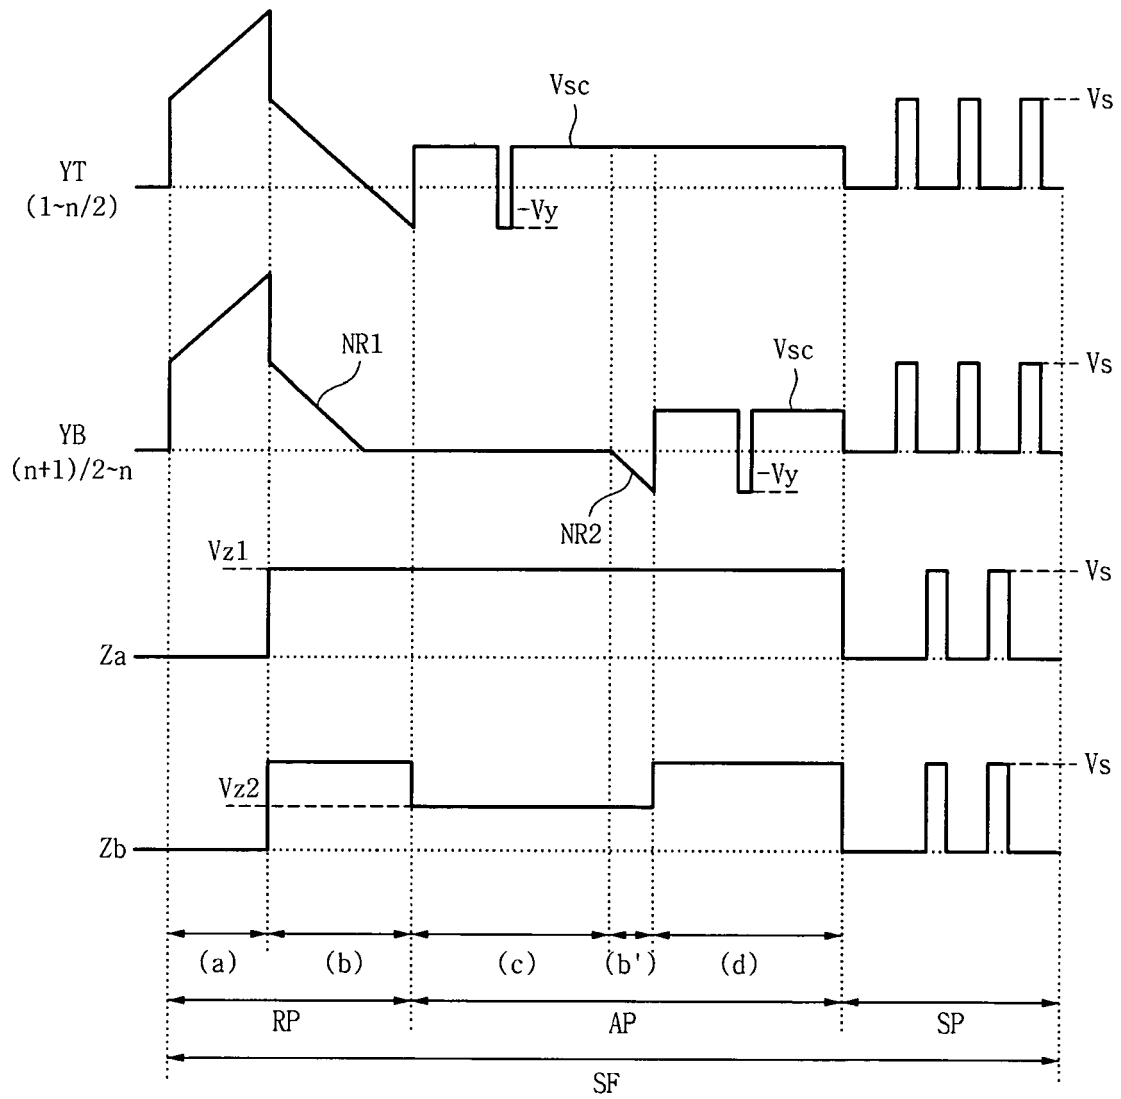 Vsc
Vs
YT
(1~n/2)
-Vy
NR1
Vsc
Vs
YB
(n+1)/2~n
-Vy
NR2
Vz1
Vs
Za
Vz2
Vs
Zb
(a) (b) (c) (b') (d)
RP AP SP
SF